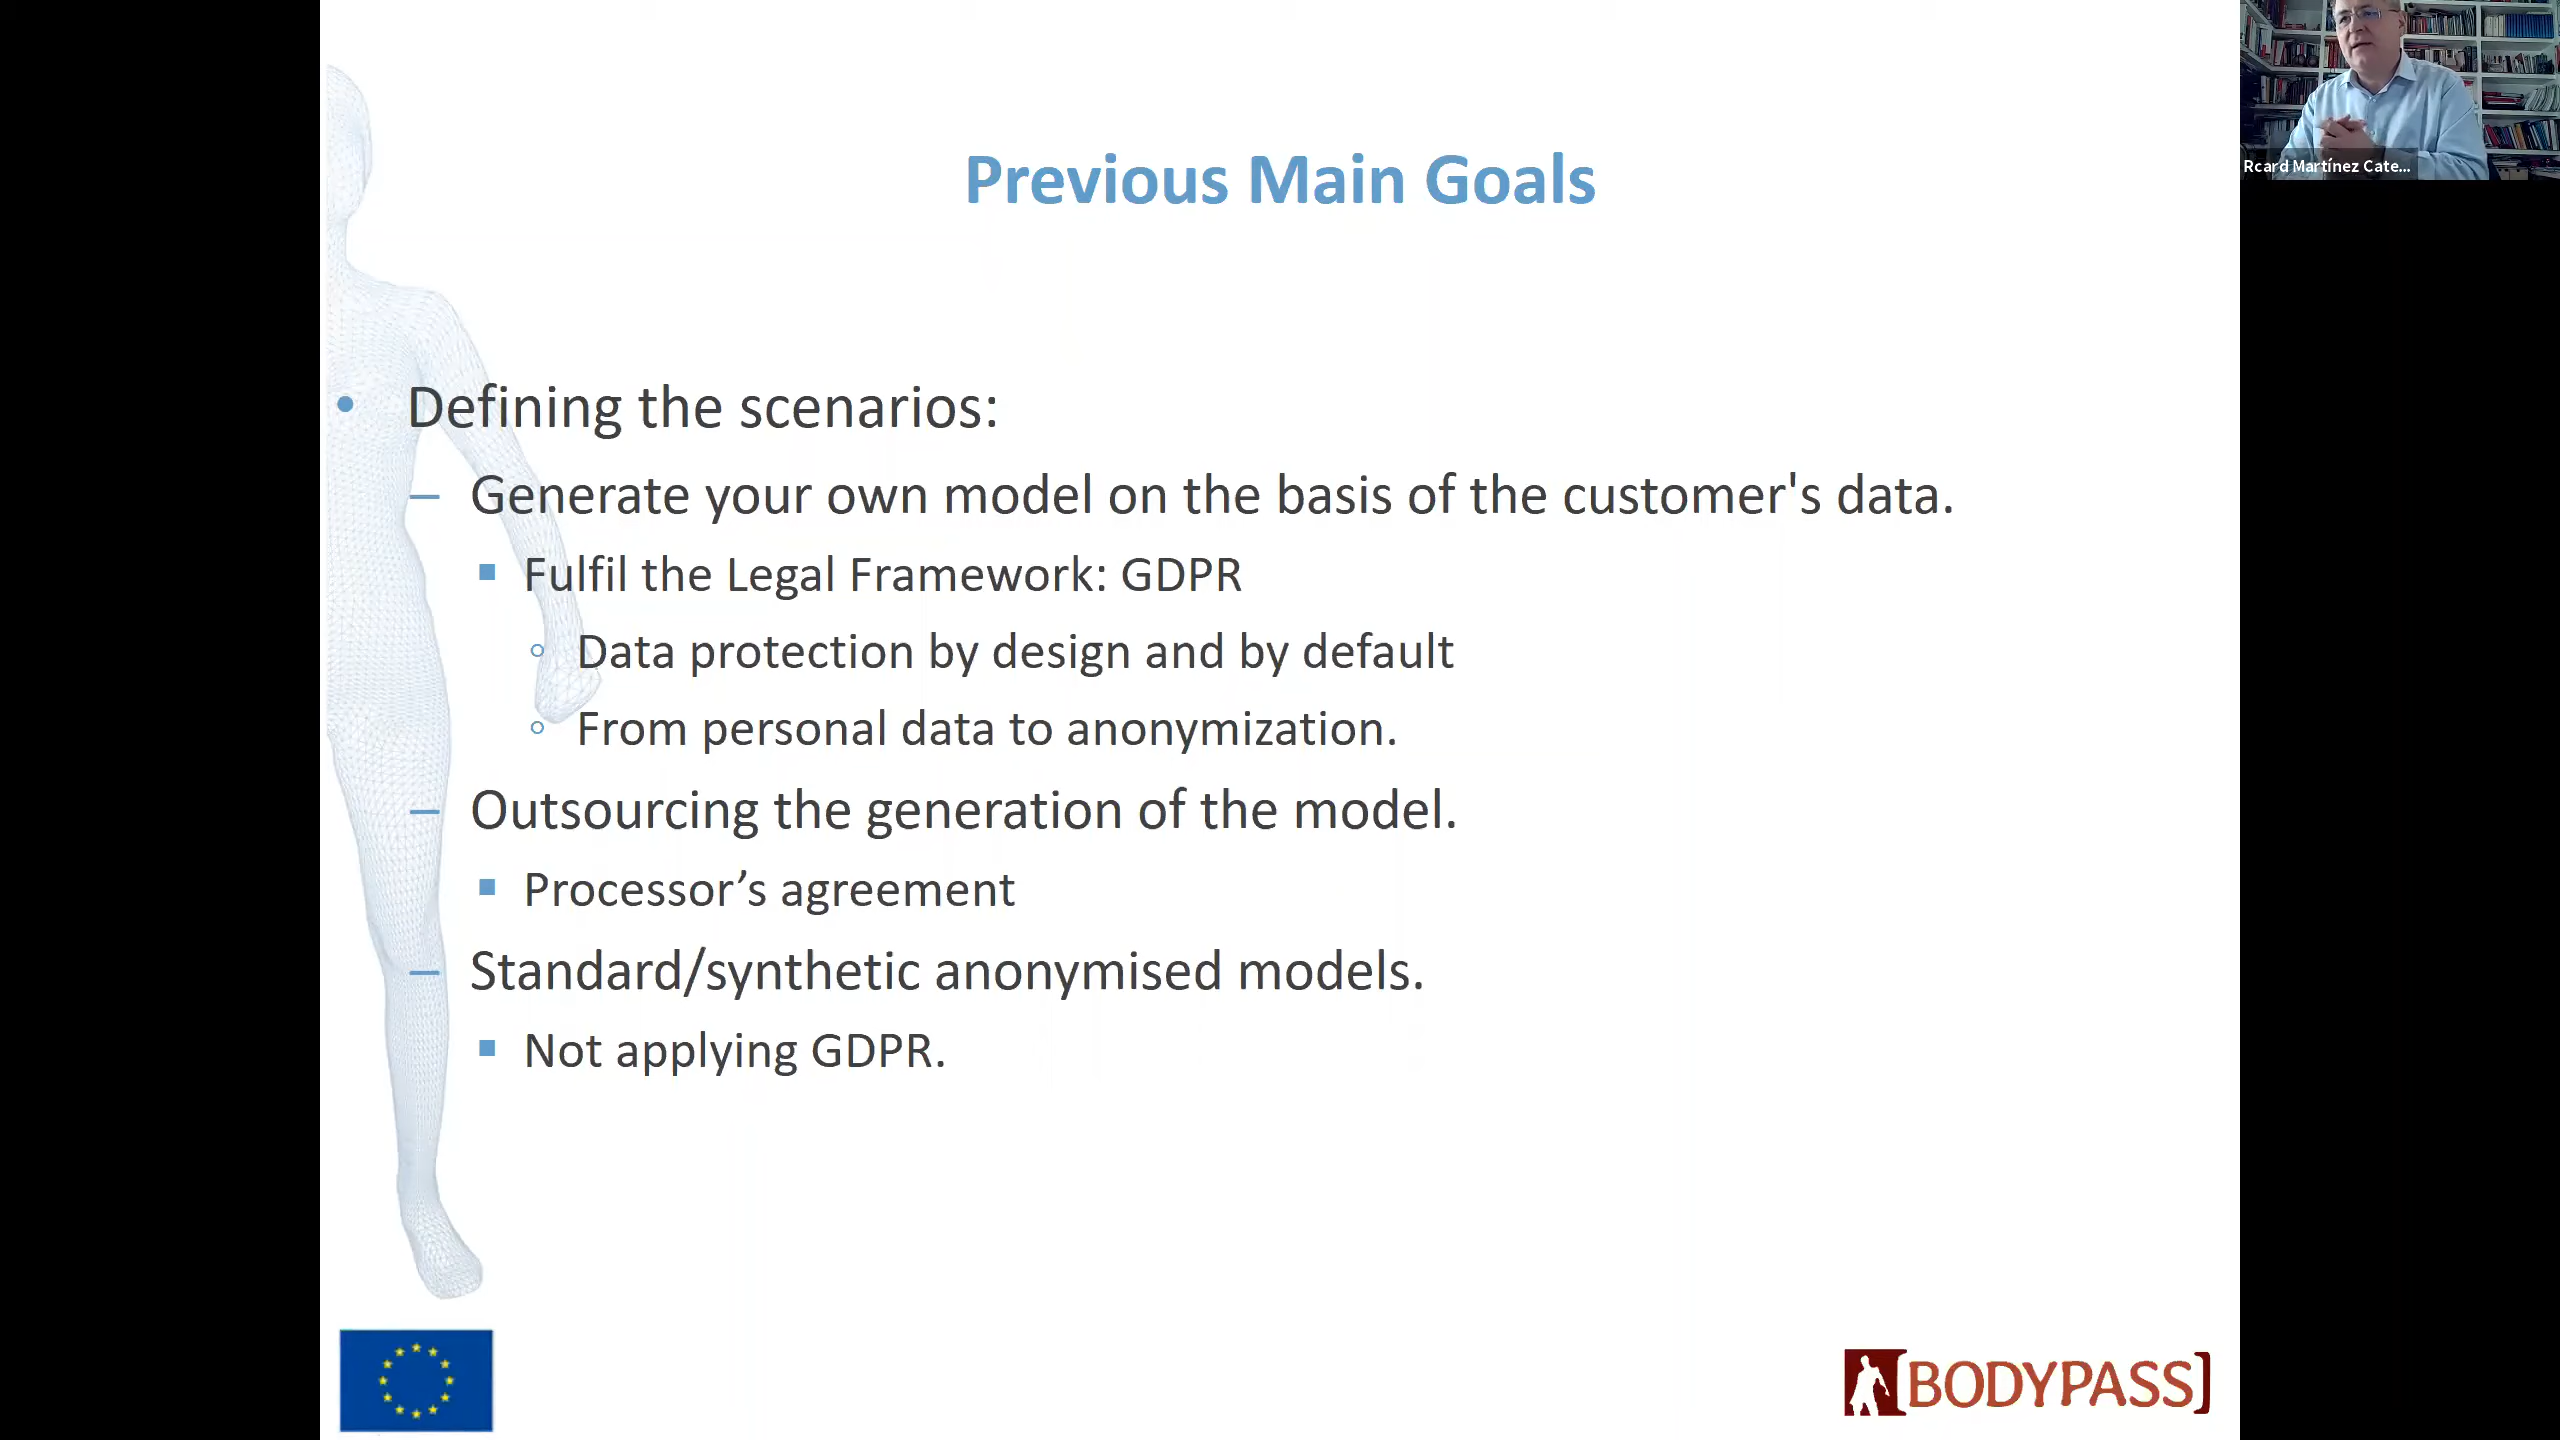 Previous Main Goals
Rcard Martínez Cate...
• Defining the scenarios:
– Generate your own model on the basis of the customer's data.
▪ Fulfil the Legal Framework: GDPR
◦ Data protection by design and by default
◦ From personal data to anonymization.
– Outsourcing the generation of the model.
▪ Processor’s agreement
– Standard/synthetic anonymised models.
▪ Not applying GDPR.
[BODYPASS]